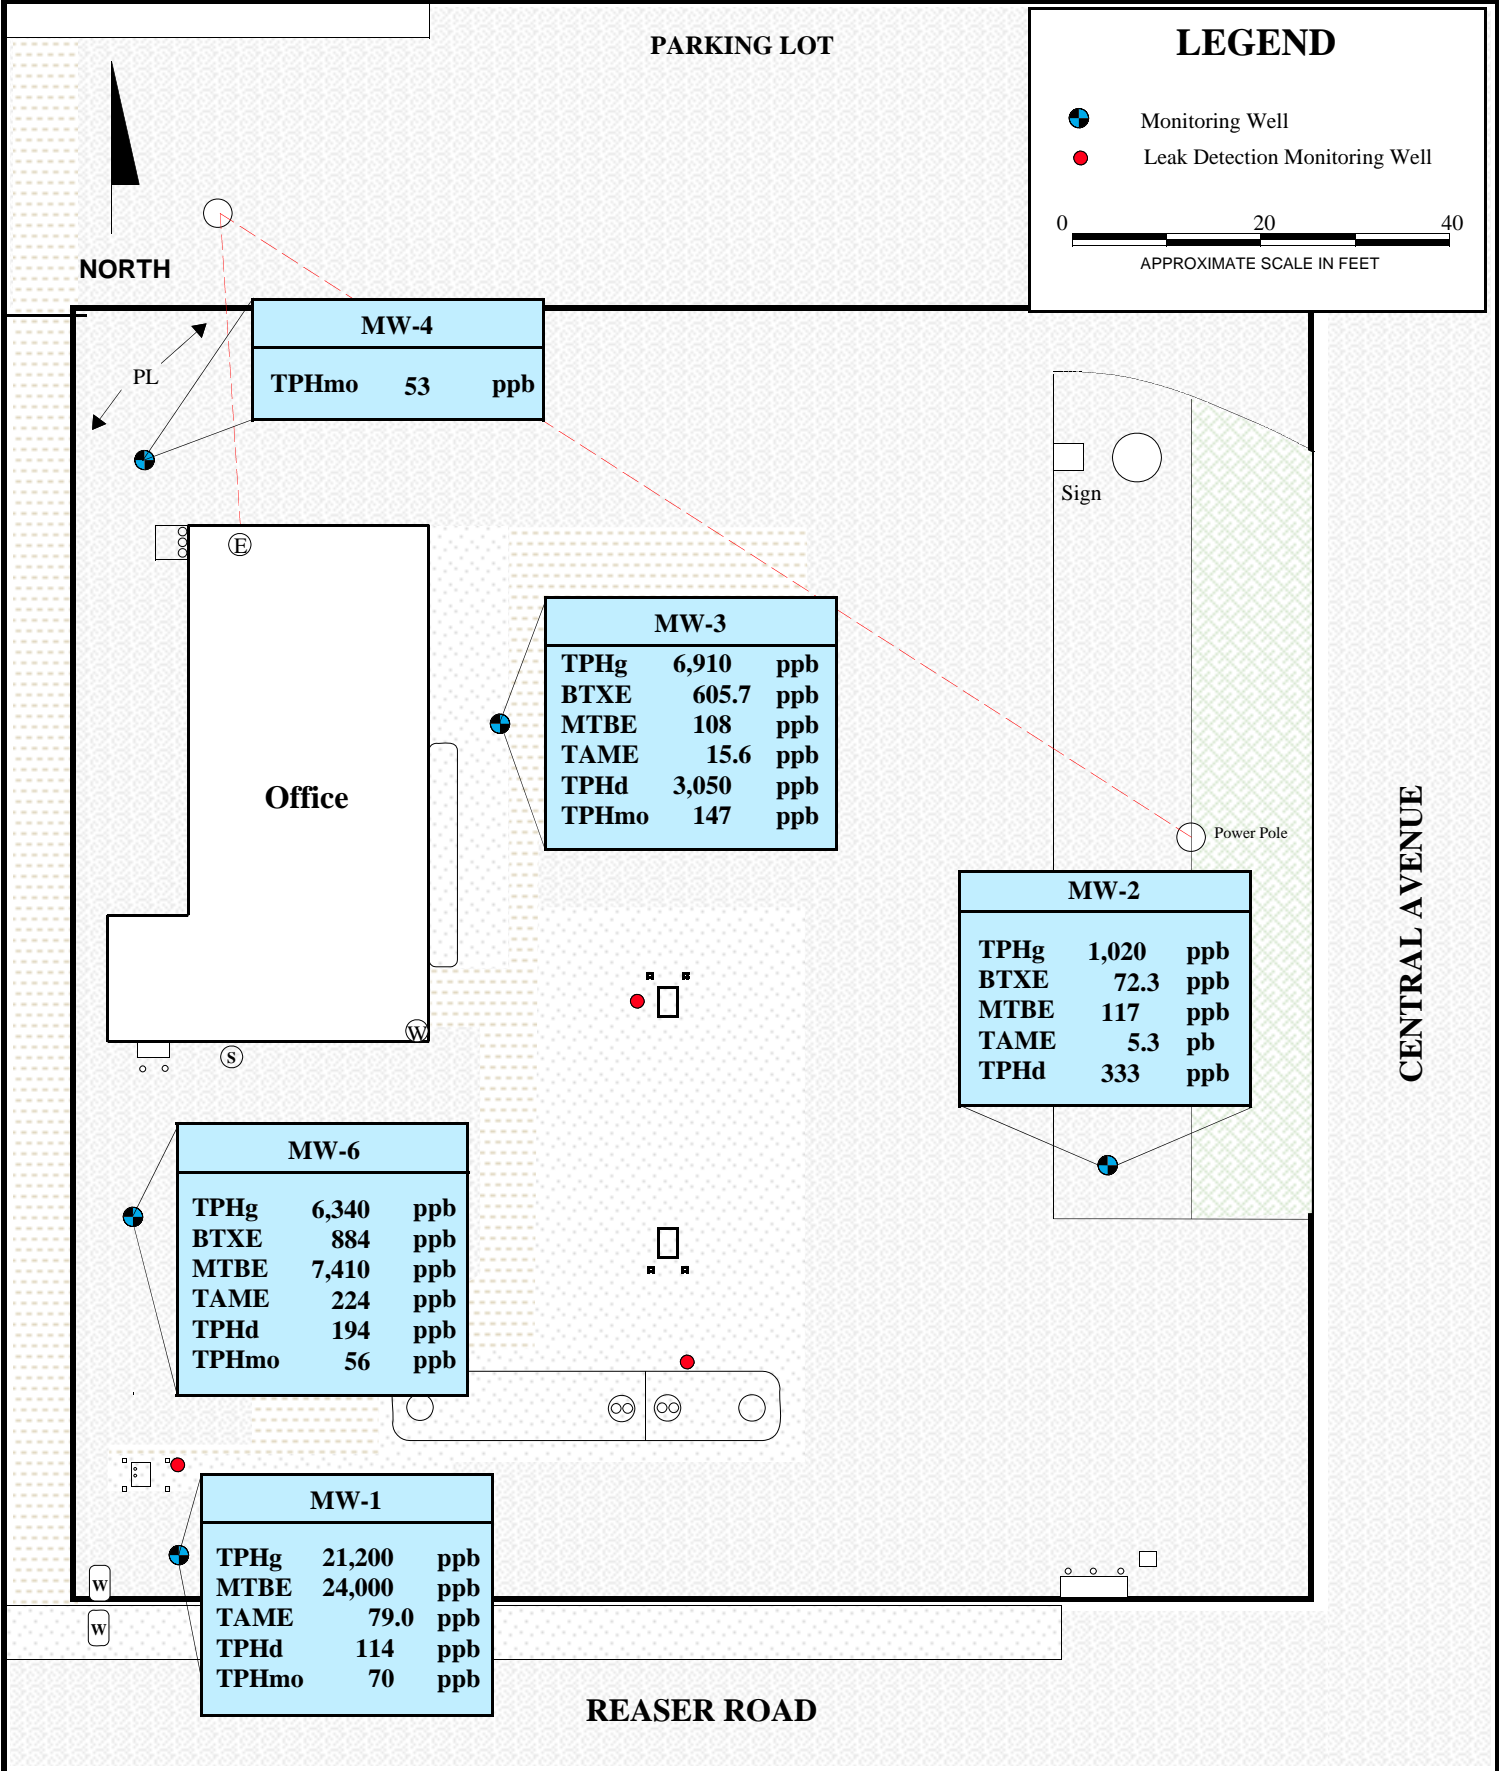 PARKING LOT
LEGEND
Monitoring Well
Leak Detection Monitoring Well
0 20 40
APPROXIMATE SCALE IN FEET
NORTH
MW-4
TPHmo 53 ppb
PL
Sign
E
MW-3
TPHg 6,910 ppb
BTXE 605.7 ppb
MTBE 108 ppb
TAME 15.6 ppb
TPHd 3,050 ppb
TPHmo 147 ppb
Office
Power Pole
CENTRAL AVENUE
MW-2
TPHg 1,020 ppb
BTXE 72.3 ppb
MTBE 117 ppb
TAME 5.3 pb
TPHd 333 ppb
W
S
MW-6
TPHg 6,340 ppb
BTXE 884 ppb
MTBE 7,410 ppb
TAME 224 ppb
TPHd 194 ppb
TPHmo 56 ppb
MW-1
TPHg 21,200 ppb
MTBE 24,000 ppb
TAME 79.0 ppb
TPHd 114 ppb
TPHmo 70 ppb
W
W
REASER ROAD